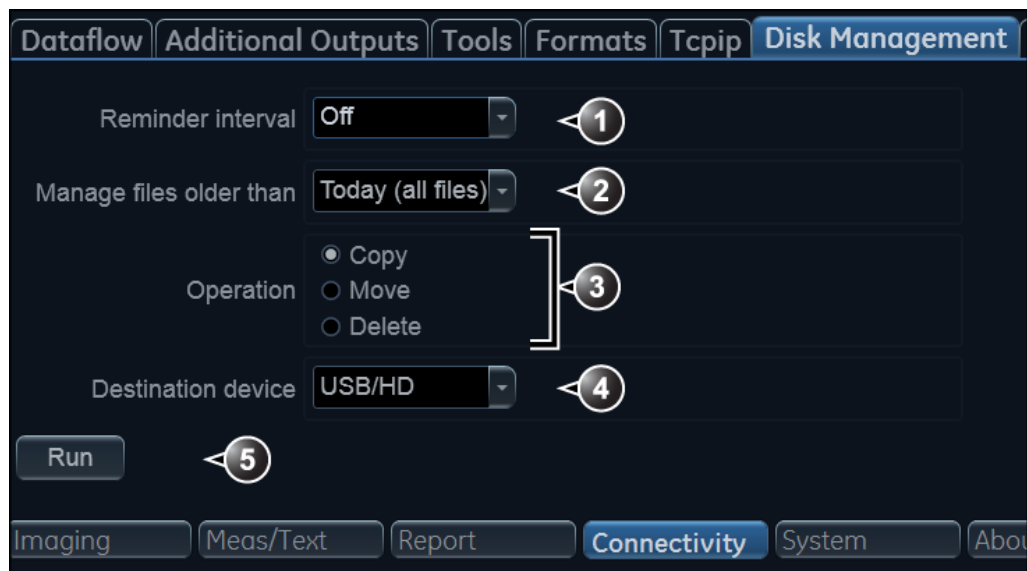 Dataflow Additional Outputs Tools Formats Tcpip Disk Management
Reminder interval Off 1
Manage files older than Today (all files) 2
Copy
Operation Move 3
Delete
Destination device USB/HD 4
Run 5
Imaging Meas/Text Report Connectivity System